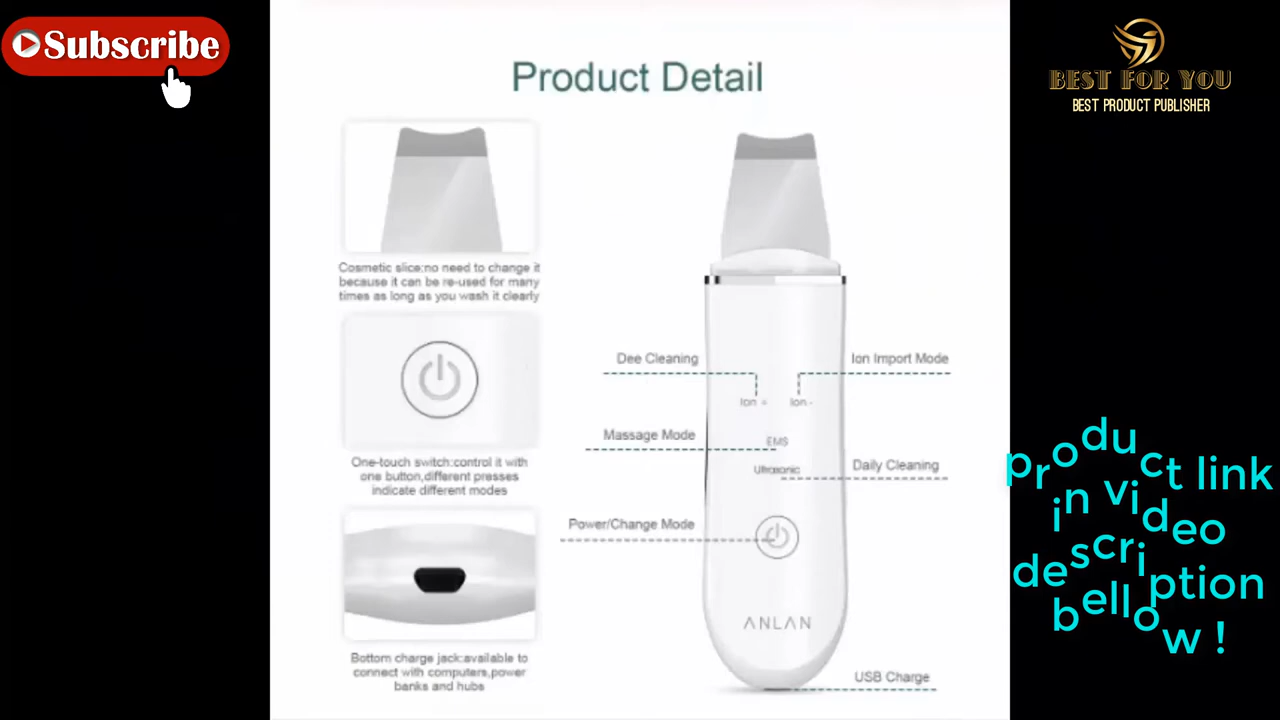 Subscribe
BEST FOR YOU
BEST PRODUCT PUBLISHER
Product Detail
Cosmetic slice:no need to change it
because it can be re-used for many
times as long as you wash it clearly
One-touch switch:control it with
one button,different presses
indicate different modes
Bottom charge jack:available to
connect with computers,power
banks and hubs
Dee Cleaning
Ion Import Mode
Ion +
Ion -
Massage Mode
EMS
Ultrasonic
Daily Cleaning
Power/Change Mode
ANLAN
USB Charge
product link
in video
description
bellow !